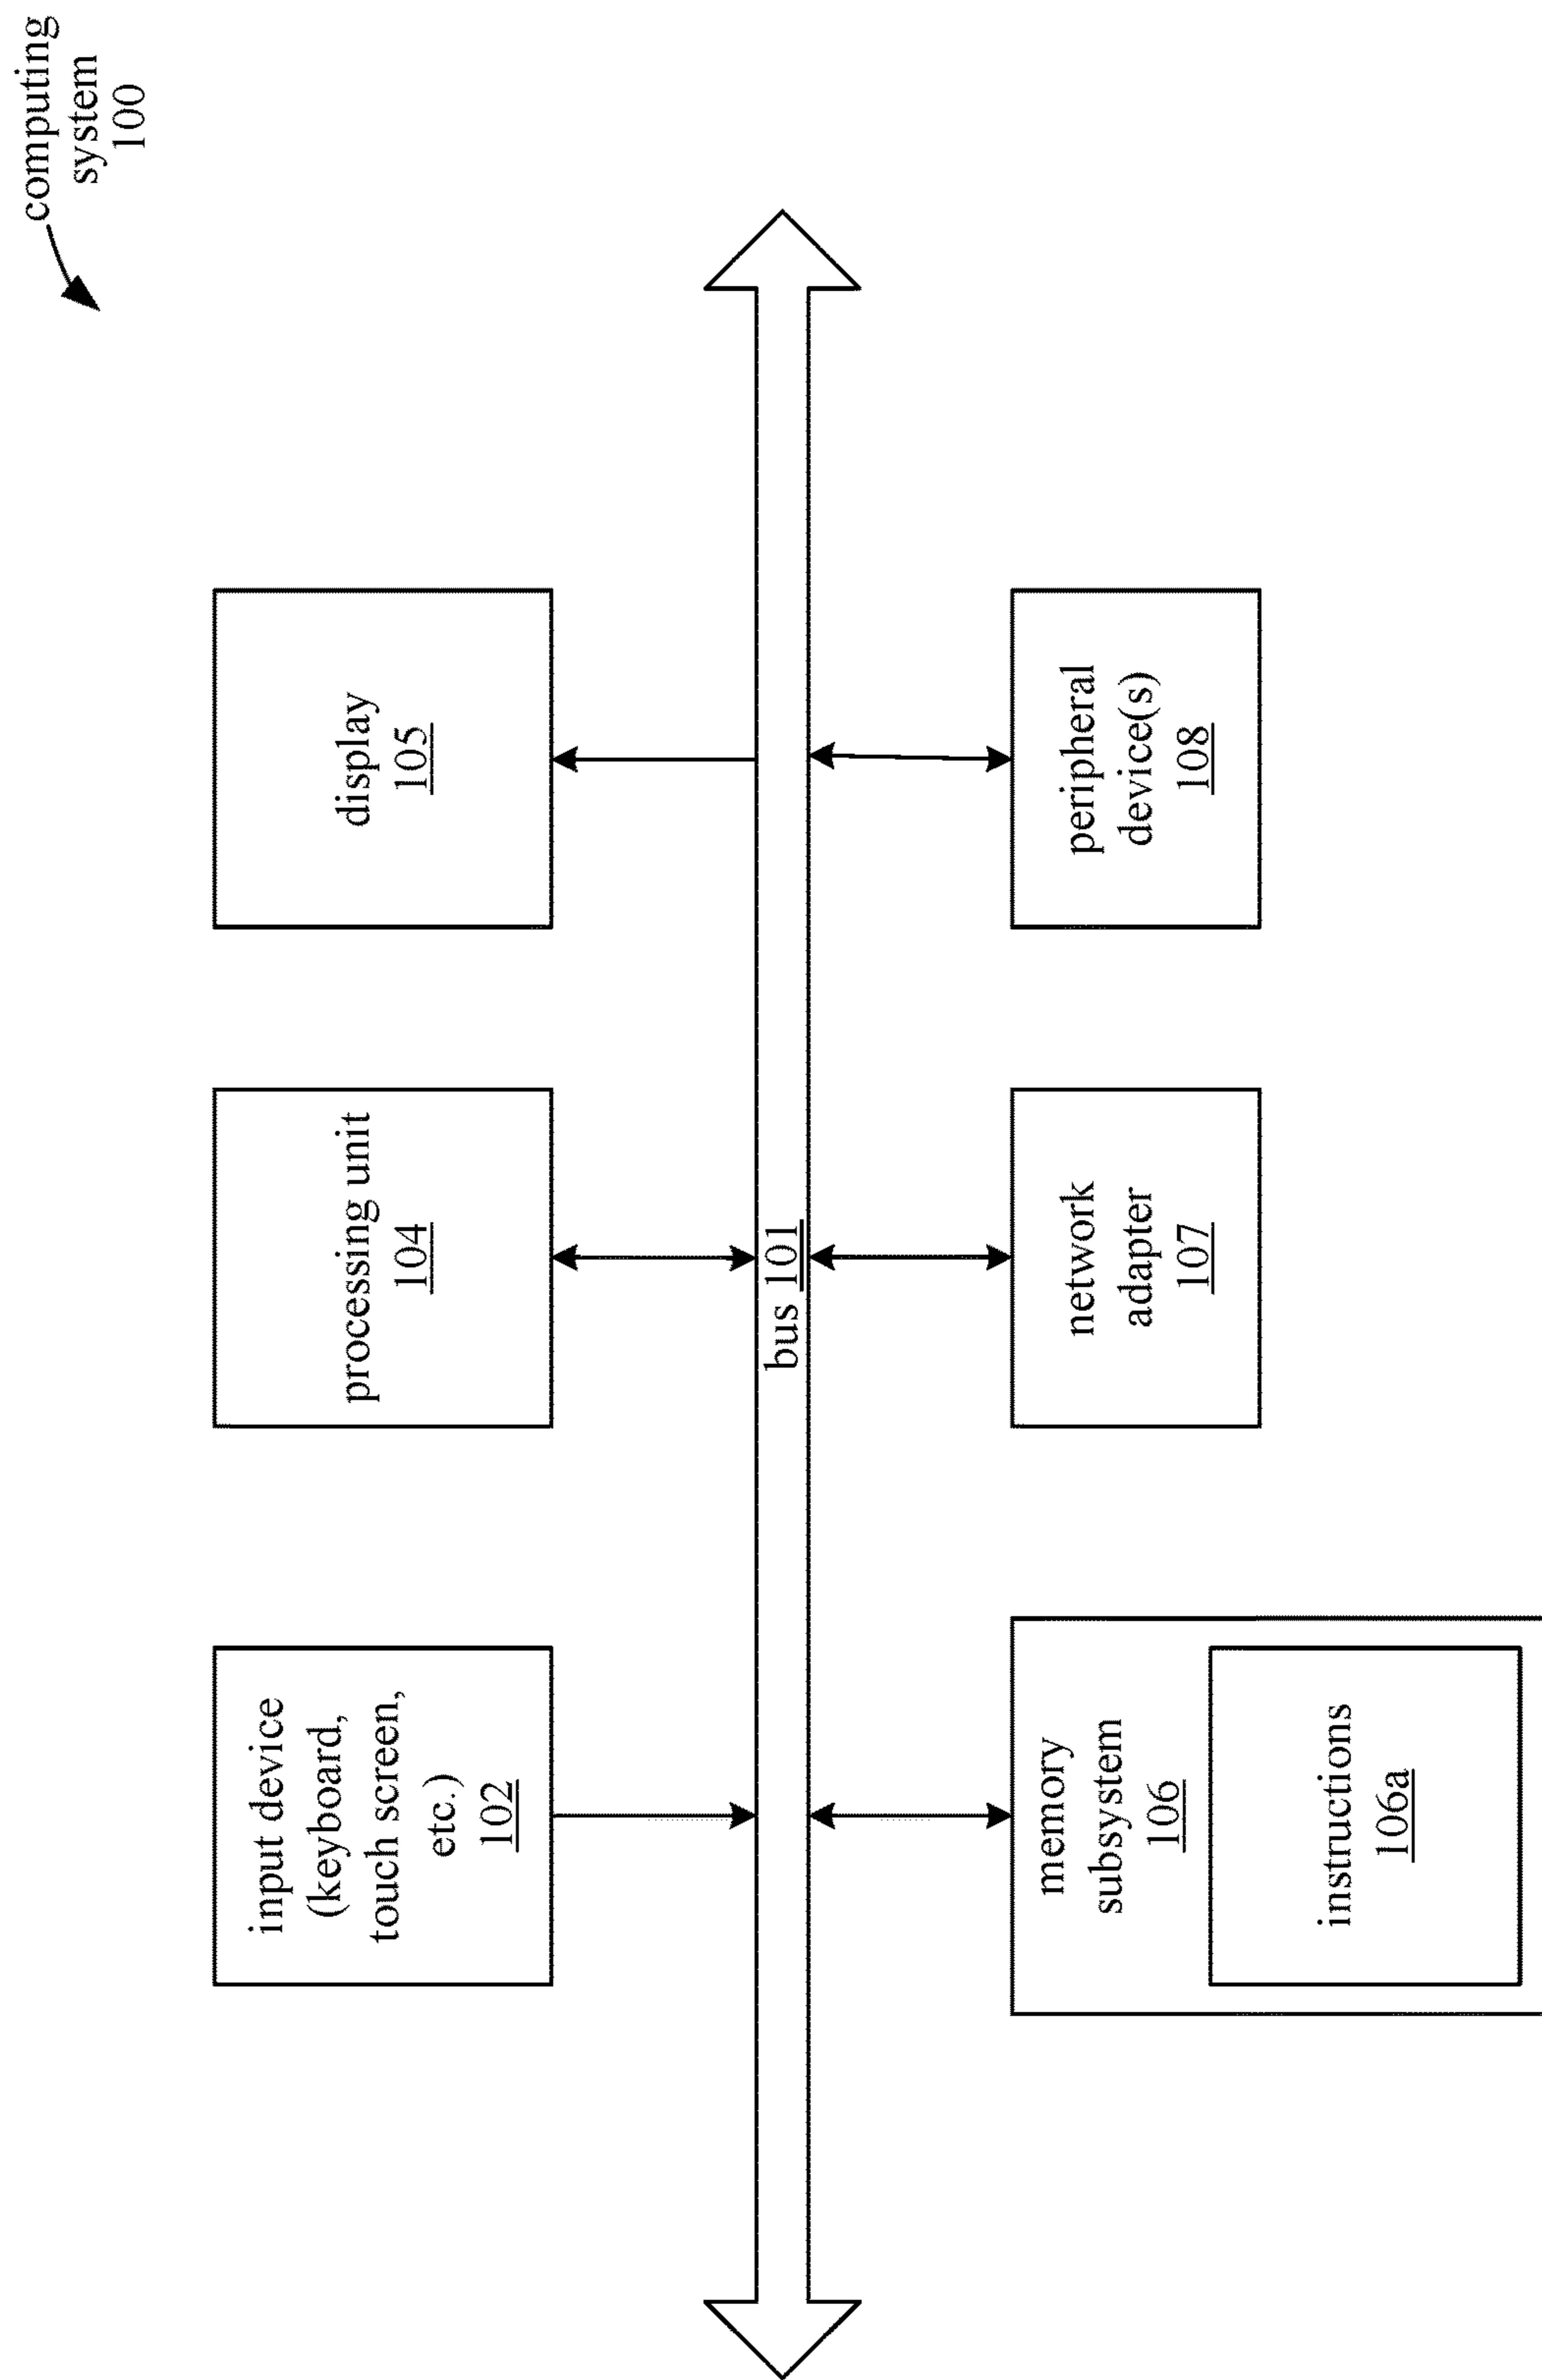 computing
system
100
input device
(keyboard,
touch screen,
etc.)
102
processing unit
104
display
105
bus 101
memory
subsystem
106
instructions
106a
network
adapter
107
peripheral
device(s)
108